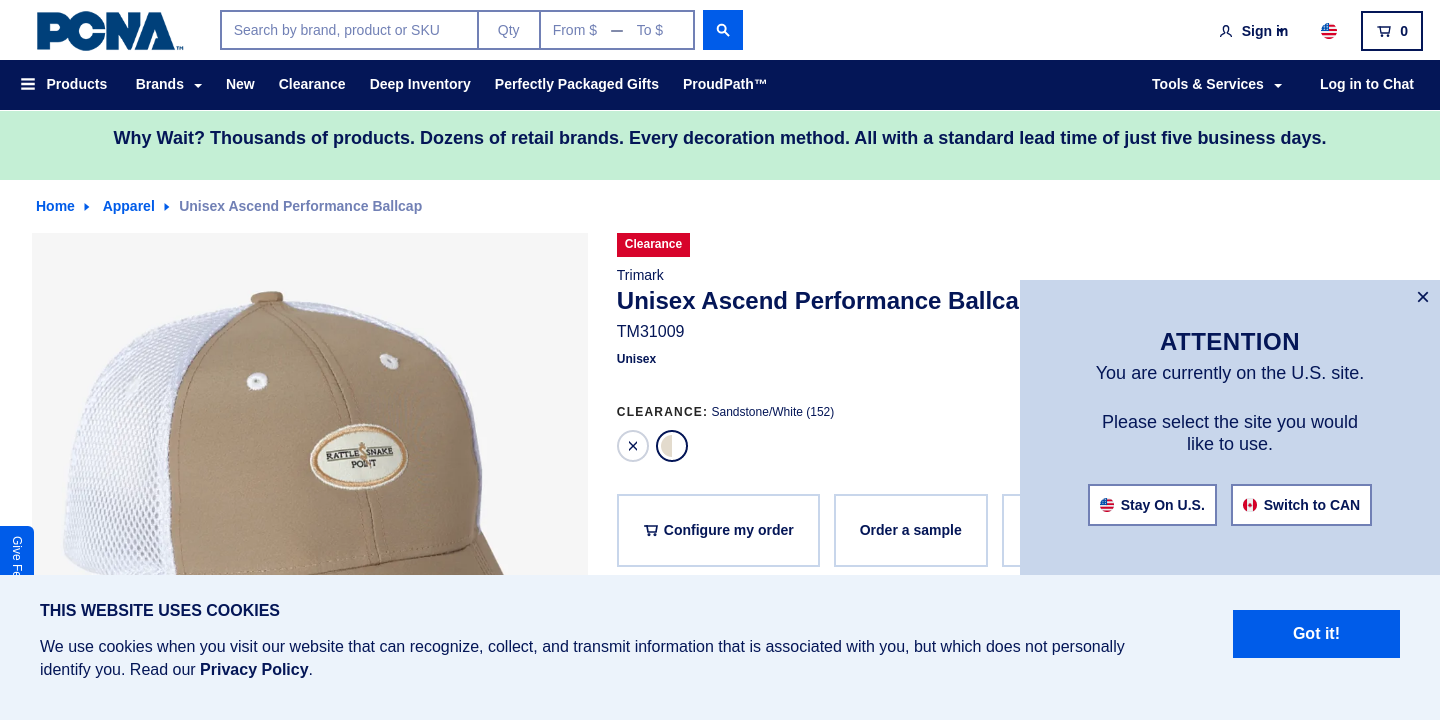 PCNA™
Search by brand, product or SKU
Qty
From $ — To $
Sign in
0
Products
Brands
New
Clearance
Deep Inventory
Perfectly Packaged Gifts
ProudPath™
Tools & Services
Log in to Chat
Why Wait? Thousands of products. Dozens of retail brands. Every decoration method. All with a standard lead time of just five business days.
Home
Apparel
Unisex Ascend Performance Ballcap
Clearance
Trimark
Unisex Ascend Performance Ballca
TM31009
Unisex
CLEARANCE: Sandstone/White (152)
Configure my order
Order a sample
RATTLESNAKE
POINT
ATTENTION
You are currently on the U.S. site.
Please select the site you would
like to use.
Stay On U.S.
Switch to CAN
Give Fe
THIS WEBSITE USES COOKIES
We use cookies when you visit our website that can recognize, collect, and transmit information that is associated with you, but which does not personally
identify you. Read our Privacy Policy.
Got it!